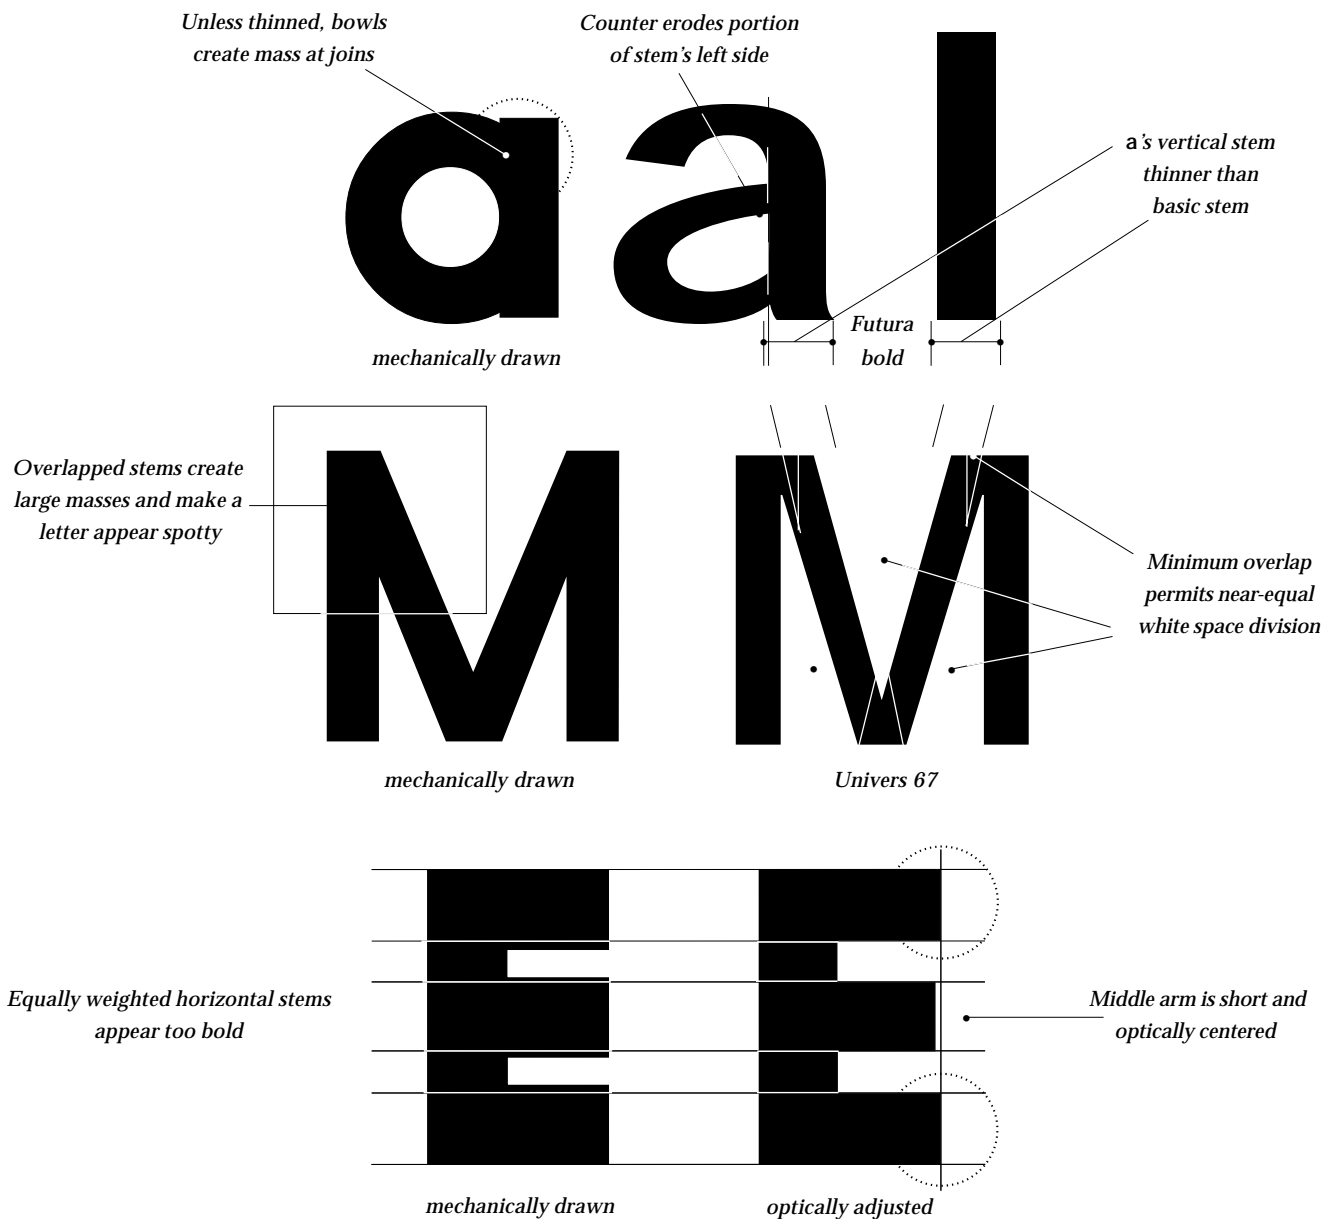 Unless thinned, bowls
create mass at joins
Counter erodes portion
of stem's left side
a's vertical stem
thinner than
basic stem
a a l
mechanically drawn
Futura
bold
Overlapped stems create
large masses and make a
letter appear spotty
M M
Minimum overlap
permits near-equal
white space division
mechanically drawn
Univers 67
E E
Equally weighted horizontal stems
appear too bold
Middle arm is short and
optically centered
mechanically drawn
optically adjusted